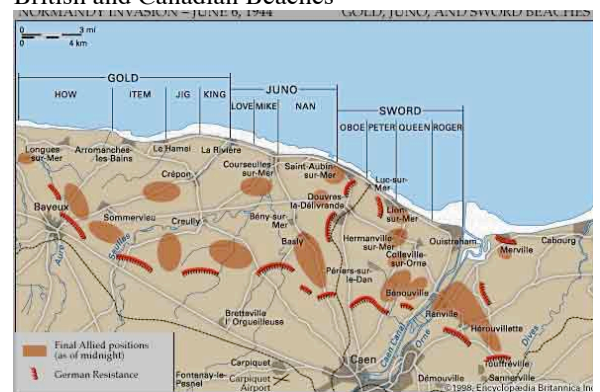 British and Canadian Beaches
NORMANDY INVASION – JUNE 6, 1944
GOLD, JUNO, AND SWORD BEACHES
0 3 mi
0 4 km
GOLD
HOW
ITEM
JIG
KING
JUNO
LOVE
MIKE
NAN
SWORD
OBOE
PETER
QUEEN
ROGER
Longues-
sur-Mer
Arromanches-
les-Bains
Le Hamel
La Rivière
Crépon
Courseulles
sur-Mer
Saint-Aubin-
sur-Mer
Luc-sur-
Mer
Douvres-
la-Délivrande
Lion-
sur-Mer
Bayeux
Sommervieu
Creully
Bény-sur-
Mer
Basly
Hermanville-
sur-Mer
Colleville-
sur-Orne
Ouistreham
Merville
Cabourg
Aure
Seulles
Périers-sur-
le-Dan
Bénouville
Ranville
Hérouvillette
Bretteville
l'Orgueilleuse
Caen Canal
Orne
Dives
Caen
Carpiquet
Carpiquet
Airport
Fontenay-le-
Pesnel
Démouville
Touffreville
Sannerville
Final Allied positions
(as of midnight)
German Resistance
©1998, Encyclopædia Britannica Inc